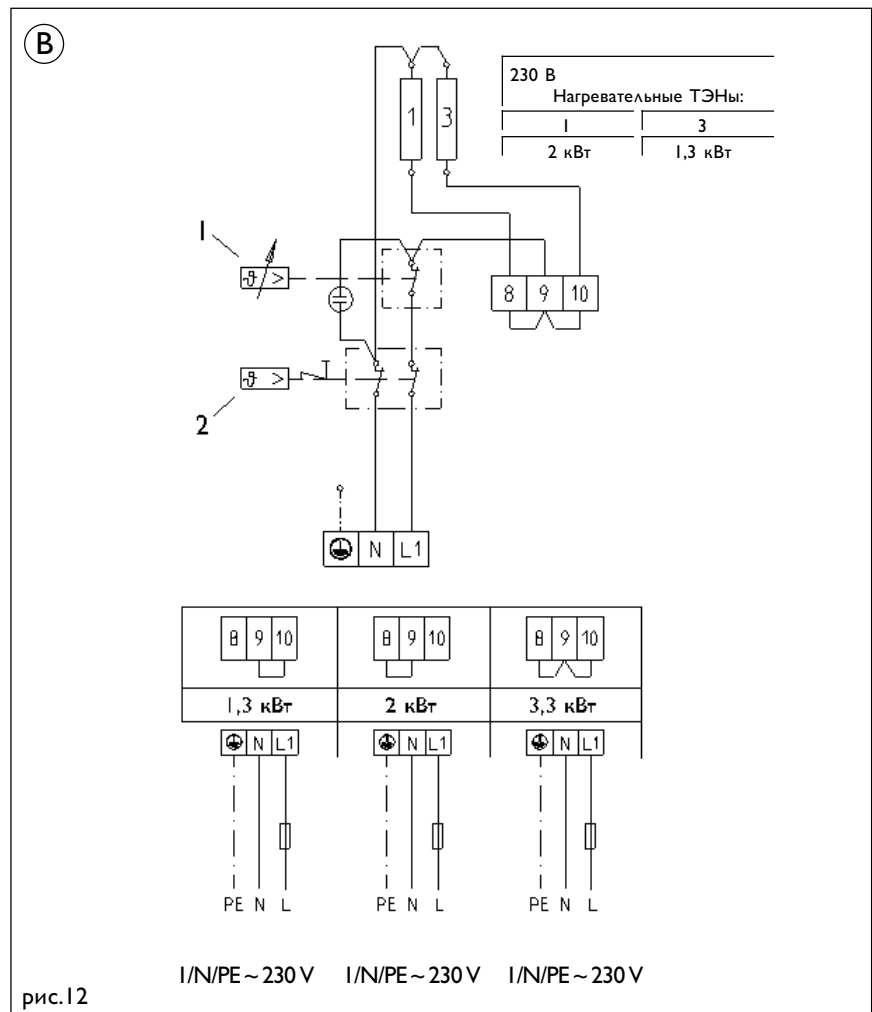 B
230 В
Нагревательные ТЭНы:
1 3
2 кВт 1,3 кВт
1 3
1
ϑ >
8 9 10
ϑ >
2
N L1
8 9 10 8 9 10 8 9 10
1,3 кВт 2 кВт 3,3 кВт
N L1 N L1 N L1
PE N L PE N L PE N L
1/N/PE ~ 230 V 1/N/PE ~ 230 V 1/N/PE ~ 230 V
рис.12